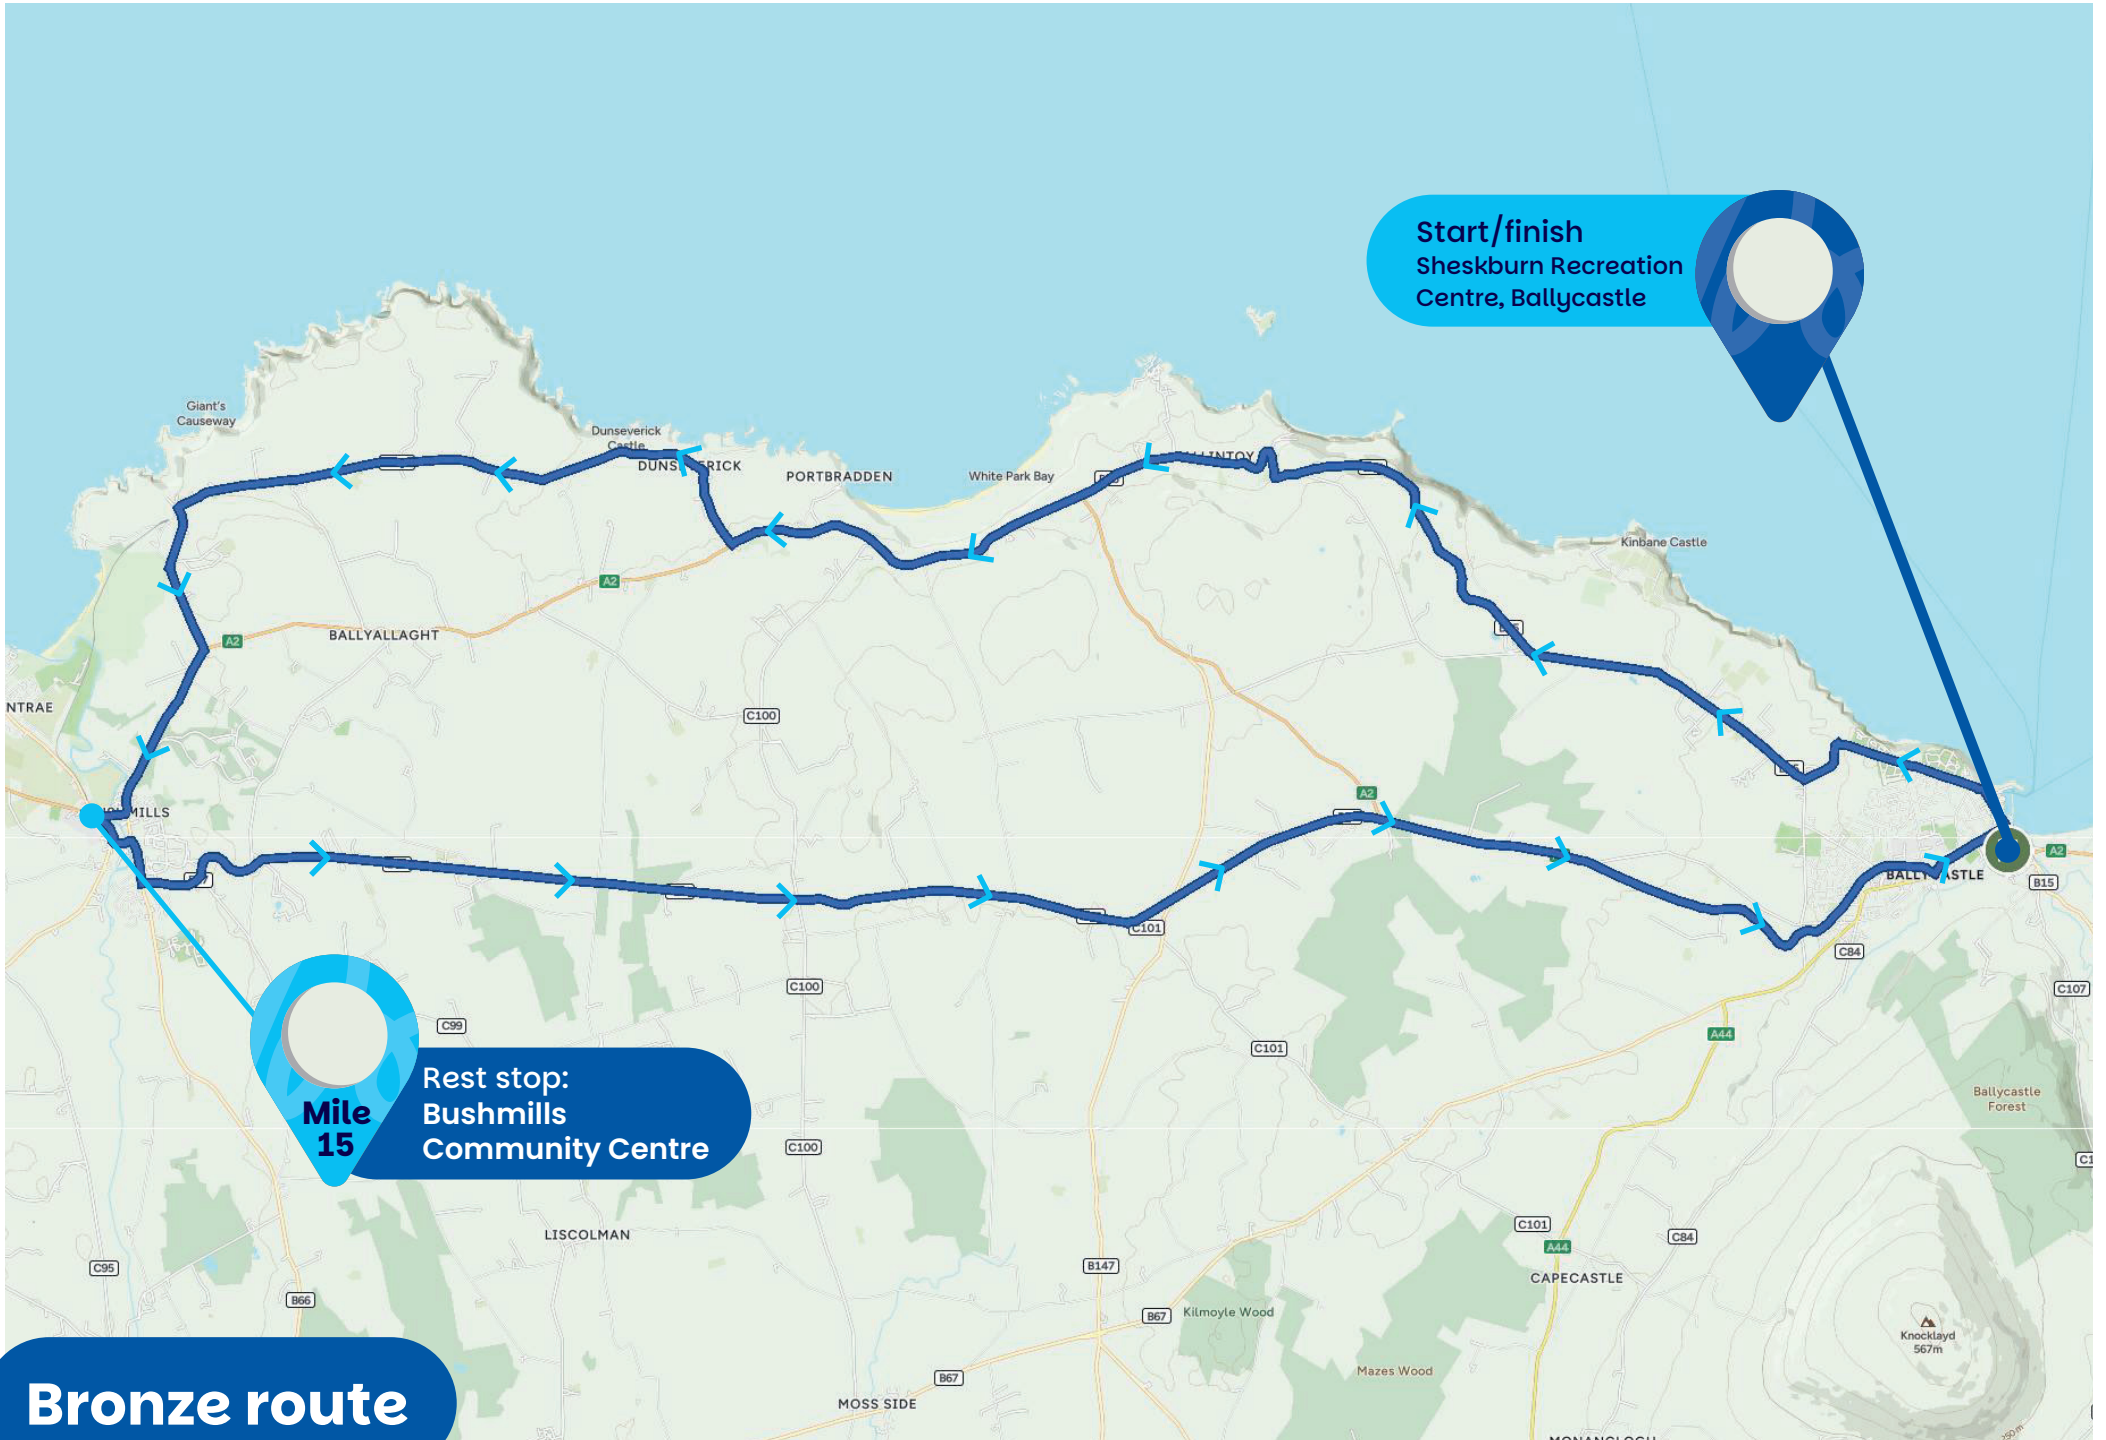 Start/finish
Sheskburn Recreation
Centre, Ballycastle
Giant's
Causeway
Dunseverick
Castle
PORTBRADDEN
White Park Bay
Kinbane Castle
A2
A2
BALLYALLAGHT
NTRAE
C100
A2
MILLS
A2
B15
BALLYCASTLE
C101
C84
C107
C100
C99
C101
A44
Mile
15
Rest stop:
Bushmills
Community Centre
C100
Ballycastle
Forest
LISCOLMAN
C101
C84
A44
C95
B147
CAPECASTLE
B66
B67
Kilmoyle Wood
Knocklayd
567m
B67
Mazes Wood
MOSS SIDE
Bronze route